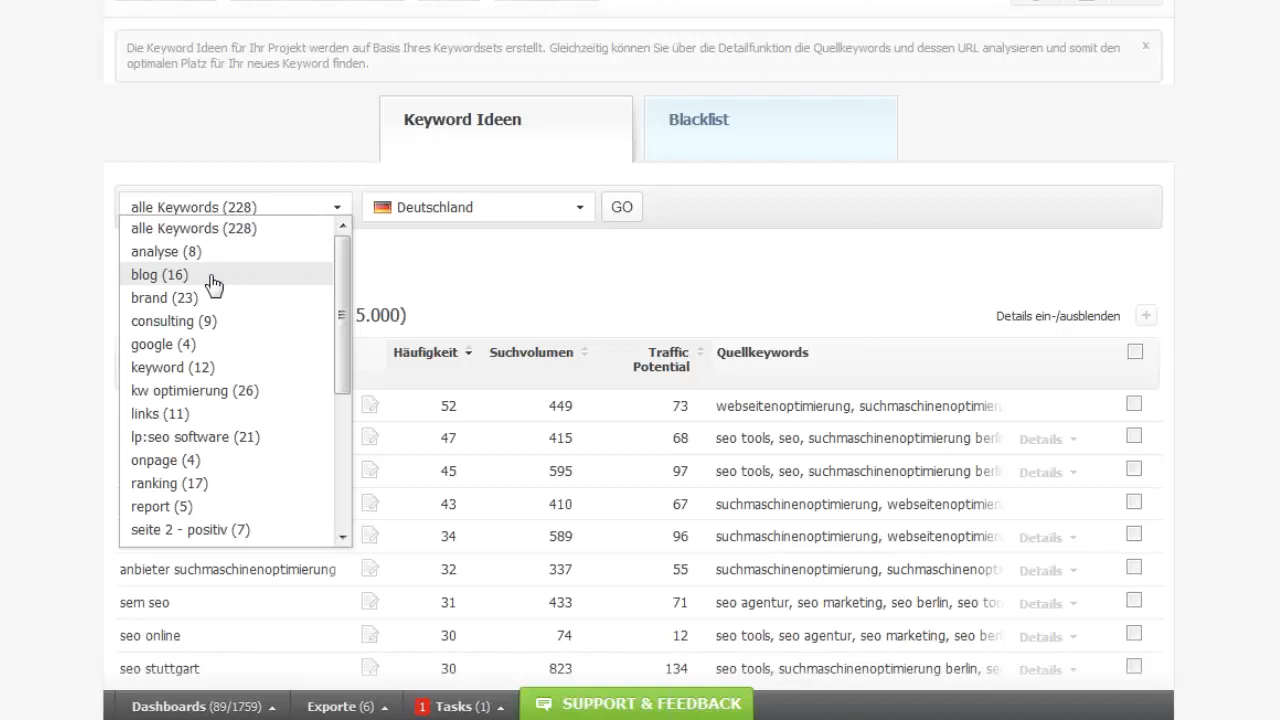 Die Keyword Ideen für Ihr Projekt werden auf Basis Ihres Keywordsets erstellt. Gleichzeitig können Sie über die Detailfunktion die Quellkeywords und dessen URL analysieren und somit den
optimalen Platz für Ihr neues Keyword finden.
x
Keyword Ideen
Blacklist
alle Keywords (228)
Deutschland
GO
alle Keywords (228)
analyse (8)
blog (16)
brand (23)
consulting (9)
google (4)
keyword (12)
kw optimierung (26)
links (11)
lp:seo software (21)
onpage (4)
ranking (17)
report (5)
seite 2 - positiv (7)
5.000)
Details ein-/ausblenden +
Häufigkeit Suchvolumen Traffic Potential Quellkeywords
52 449 73 webseitenoptimierung, suchmaschinenoptimierun
47 415 68 seo tools, seo, suchmaschinenoptimierung berlin Details
45 595 97 seo tools, seo, suchmaschinenoptimierung berlin Details
43 410 67 suchmaschinenoptimierung, webseitenoptimierun
34 589 96 suchmaschinenoptimierung, webseitenoptimierun Details
anbieter suchmaschinenoptimierung 32 337 55 suchmaschinenoptimierung, suchmaschinenopti Details
sem seo 31 433 71 seo agentur, seo marketing, seo berlin, seo too Details
seo online 30 74 12 seo tools, seo agentur, seo marketing, seo berl Details
seo stuttgart 30 823 134 seo tools, suchmaschinenoptimierung berlin, se Details
Dashboards (89/1759) Exporte (6) 1 Tasks (1) SUPPORT & FEEDBACK